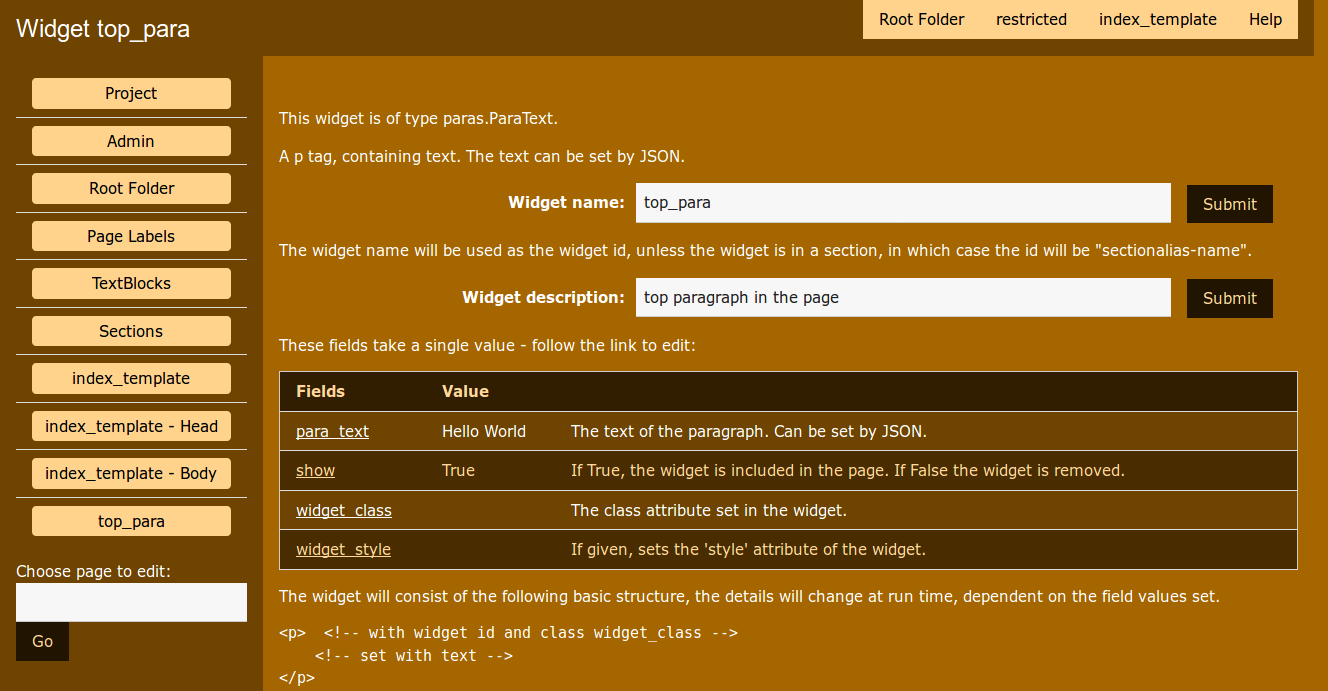 Widget top_para
Root Folder restricted index_template Help
Project
Admin
Root Folder
Page Labels
TextBlocks
Sections
index_template
index_template - Head
index_template - Body
top_para
Choose page to edit:
Go
This widget is of type paras.ParaText.
A p tag, containing text. The text can be set by JSON.
Widget name: top_para Submit
The widget name will be used as the widget id, unless the widget is in a section, in which case the id will be "sectionalias-name".
Widget description: top paragraph in the page Submit
These fields take a single value - follow the link to edit:
Fields Value
para_text Hello World The text of the paragraph. Can be set by JSON.
show True If True, the widget is included in the page. If False the widget is removed.
widget_class The class attribute set in the widget.
widget_style If given, sets the 'style' attribute of the widget.
The widget will consist of the following basic structure, the details will change at run time, dependent on the field values set.
<p>  <!-- with widget id and class widget_class -->
    <!-- set with text -->
</p>